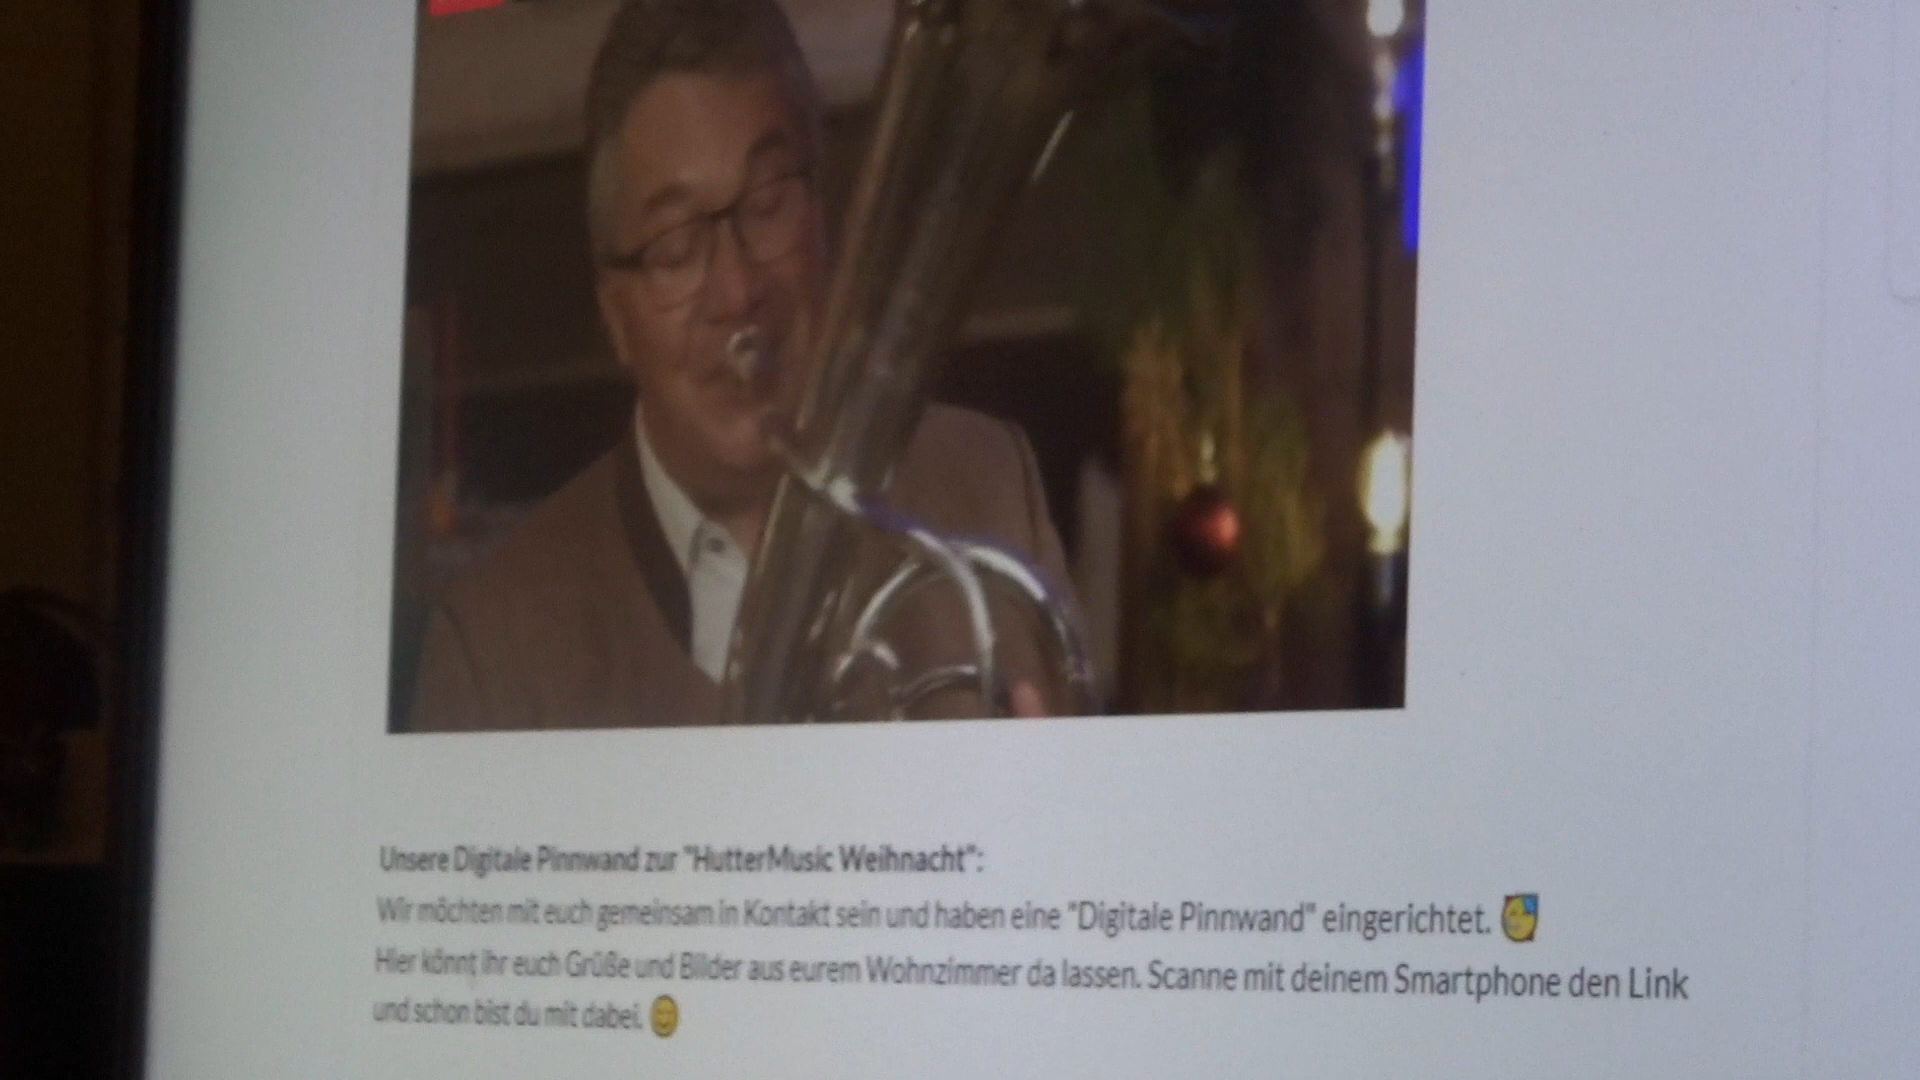 Unsere Digitale Pinnwand zur "HutterMusic Weihnacht":
Wir möchten mit euch gemeinsam in Kontakt sein und haben eine "Digitale Pinnwand" eingerichtet.
Hier könnt ihr euch Grüße und Bilder aus eurem Wohnzimmer da lassen. Scanne mit deinem Smartphone den Link
und schon bist du mit dabei.